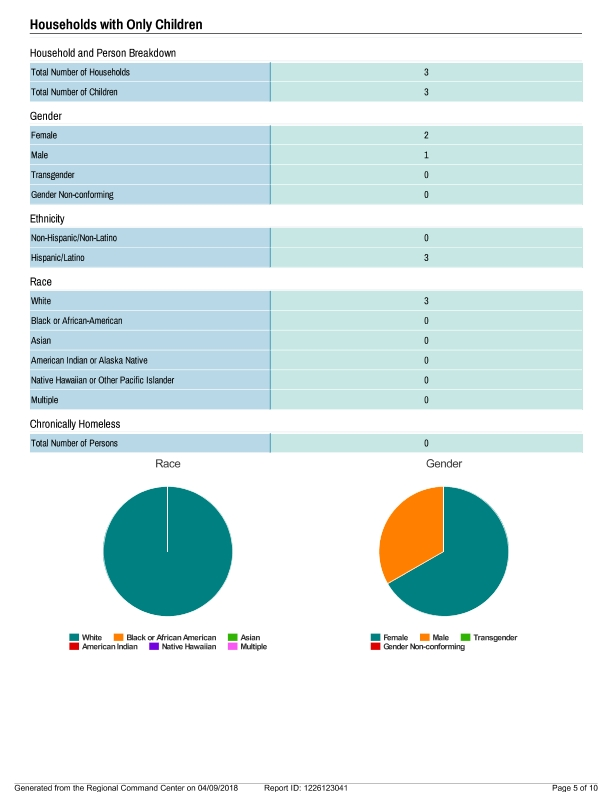 Households with Only Children
Household and Person Breakdown
Total Number of Households 3
Total Number of Children 3
Gender
Female 2
Male 1
Transgender 0
Gender Non-conforming 0
Ethnicity
Non-Hispanic/Non-Latino 0
Hispanic/Latino 3
Race
White 3
Black or African-American 0
Asian 0
American Indian or Alaska Native 0
Native Hawaiian or Other Pacific Islander 0
Multiple 0
Chronically Homeless
Total Number of Persons 0
Race
White Black or African American Asian
American Indian Native Hawaiian Multiple
Gender
Female Male Transgender
Gender Non-conforming
Generated from the Regional Command Center on 04/09/2018 Report ID: 1226123041 Page 5 of 10